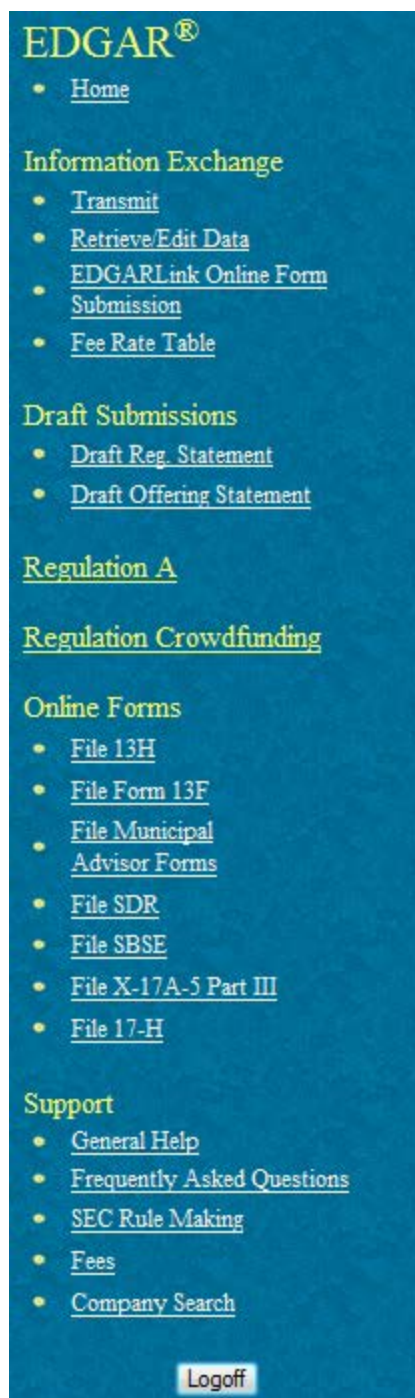 EDGAR®
Home
Information Exchange
Transmit
Retrieve/Edit Data
EDGARLink Online Form
Submission
Fee Rate Table
Draft Submissions
Draft Reg. Statement
Draft Offering Statement
Regulation A
Regulation Crowdfunding
Online Forms
File 13H
File Form 13F
File Municipal
Advisor Forms
File SDR
File SBSE
File X-17A-5 Part III
File 17-H
Support
General Help
Frequently Asked Questions
SEC Rule Making
Fees
Company Search
Logoff